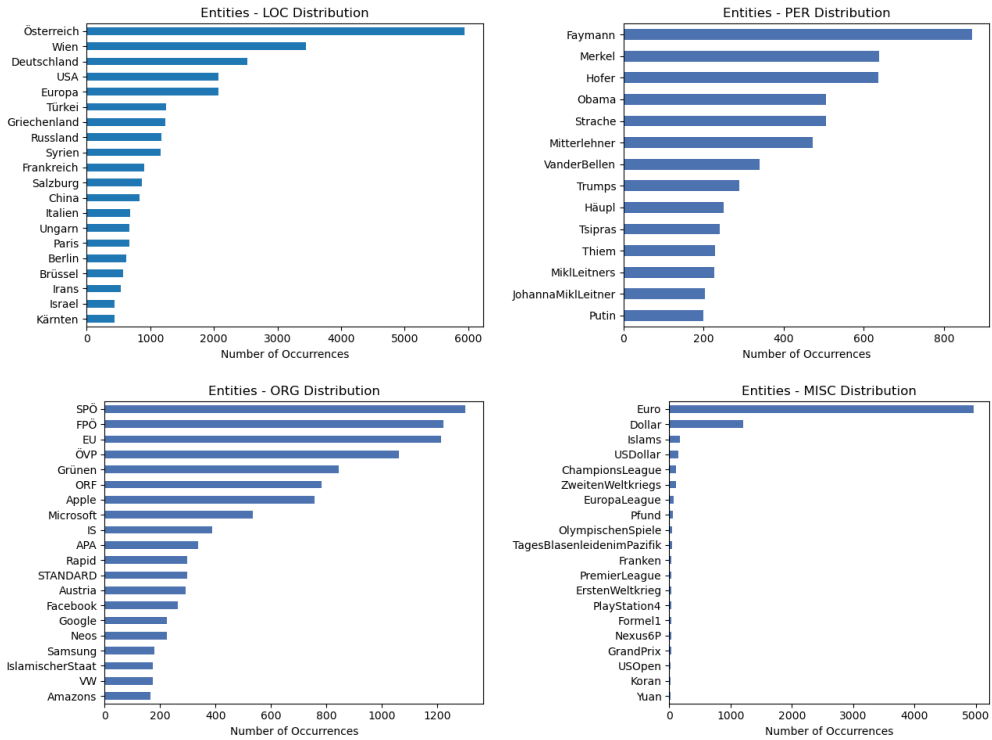 Entities - LOC Distribution
Österreich
Wien
Deutschland
USA
Europa
Türkei
Griechenland
Russland
Syrien
Frankreich
Salzburg
China
Italien
Ungarn
Paris
Berlin
Brüssel
Irans
Israel
Kärnten
0 1000 2000 3000 4000 5000 6000
Number of Occurrences
Entities - PER Distribution
Faymann
Merkel
Hofer
Obama
Strache
Mitterlehner
VanderBellen
Trumps
Häupl
Tsipras
Thiem
MiklLeitners
JohannaMiklLeitner
Putin
0 200 400 600 800
Number of Occurrences
Entities - ORG Distribution
SPÖ
FPÖ
EU
ÖVP
Grünen
ORF
Apple
Microsoft
IS
APA
Rapid
STANDARD
Austria
Facebook
Google
Neos
Samsung
IslamischerStaat
VW
Amazons
0 200 400 600 800 1000 1200
Number of Occurrences
Entities - MISC Distribution
Euro
Dollar
Islams
USDollar
ChampionsLeague
ZweitenWeltkriegs
EuropaLeague
Pfund
OlympischenSpiele
TagesBlasenleidenimPazifik
Franken
PremierLeague
ErstenWeltkrieg
PlayStation4
Formel1
Nexus6P
GrandPrix
USOpen
Koran
Yuan
0 1000 2000 3000 4000 5000
Number of Occurrences